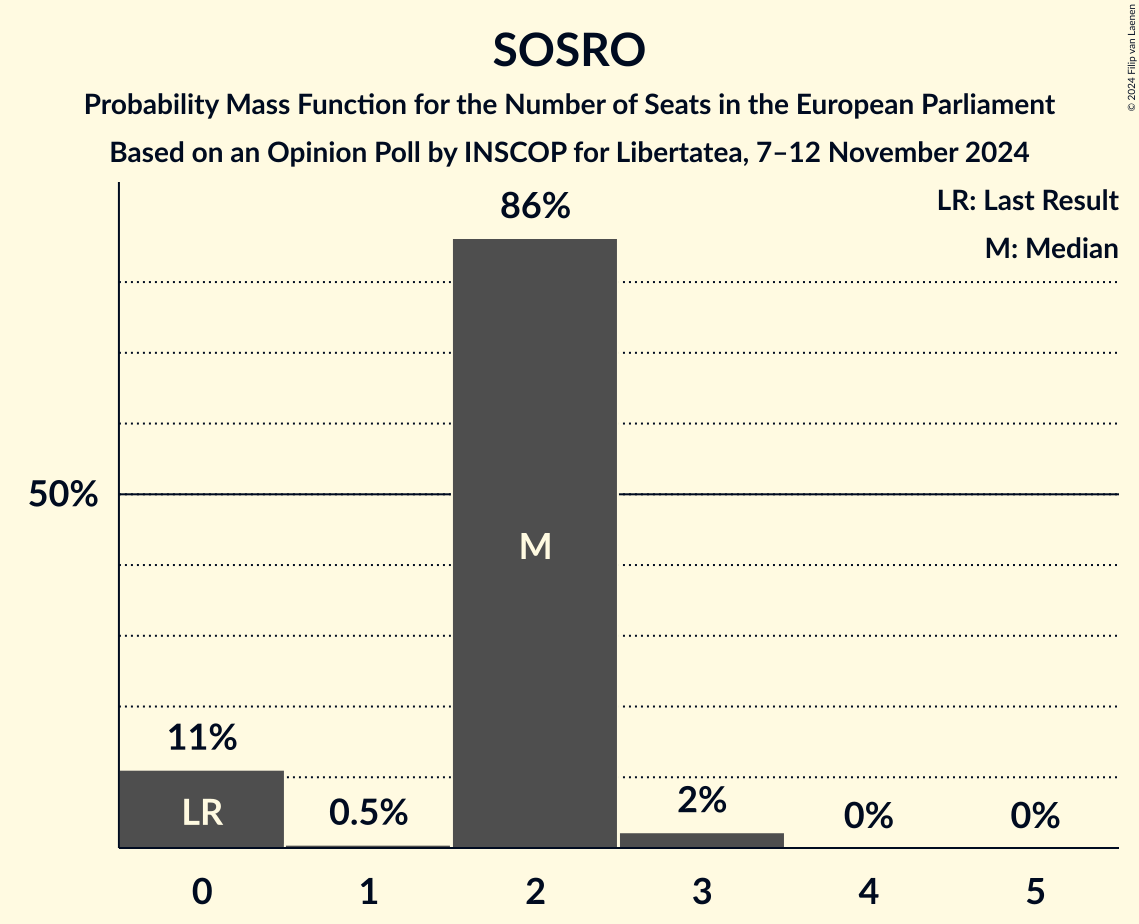 SOSRO
Probability Mass Function for the Number of Seats in the European Parliament
Based on an Opinion Poll by INSCOP for Libertatea, 7–12 November 2024
© 2024 Filip van Laenen
LR: Last Result
M: Median
86%
50%
M
11%
LR
0.5%
2%
0%
0%
0 1 2 3 4 5